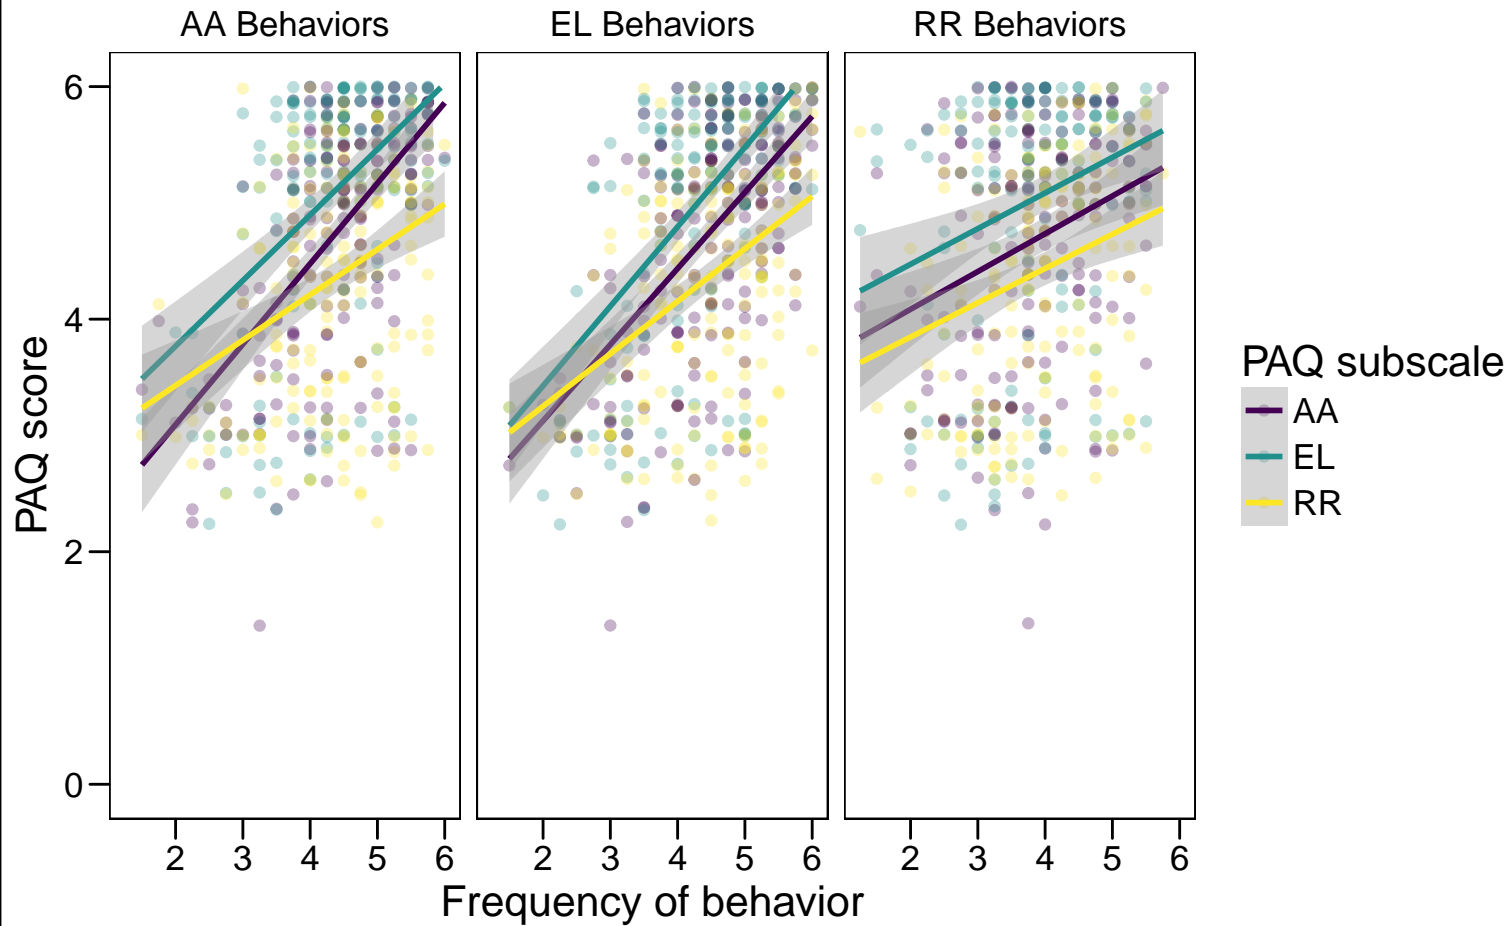 AA Behaviors EL Behaviors RR Behaviors
6
4
2
0
PAQ score
2 3 4 5 6 2 3 4 5 6 2 3 4 5 6
Frequency of behavior
PAQ subscale
AA
EL
RR